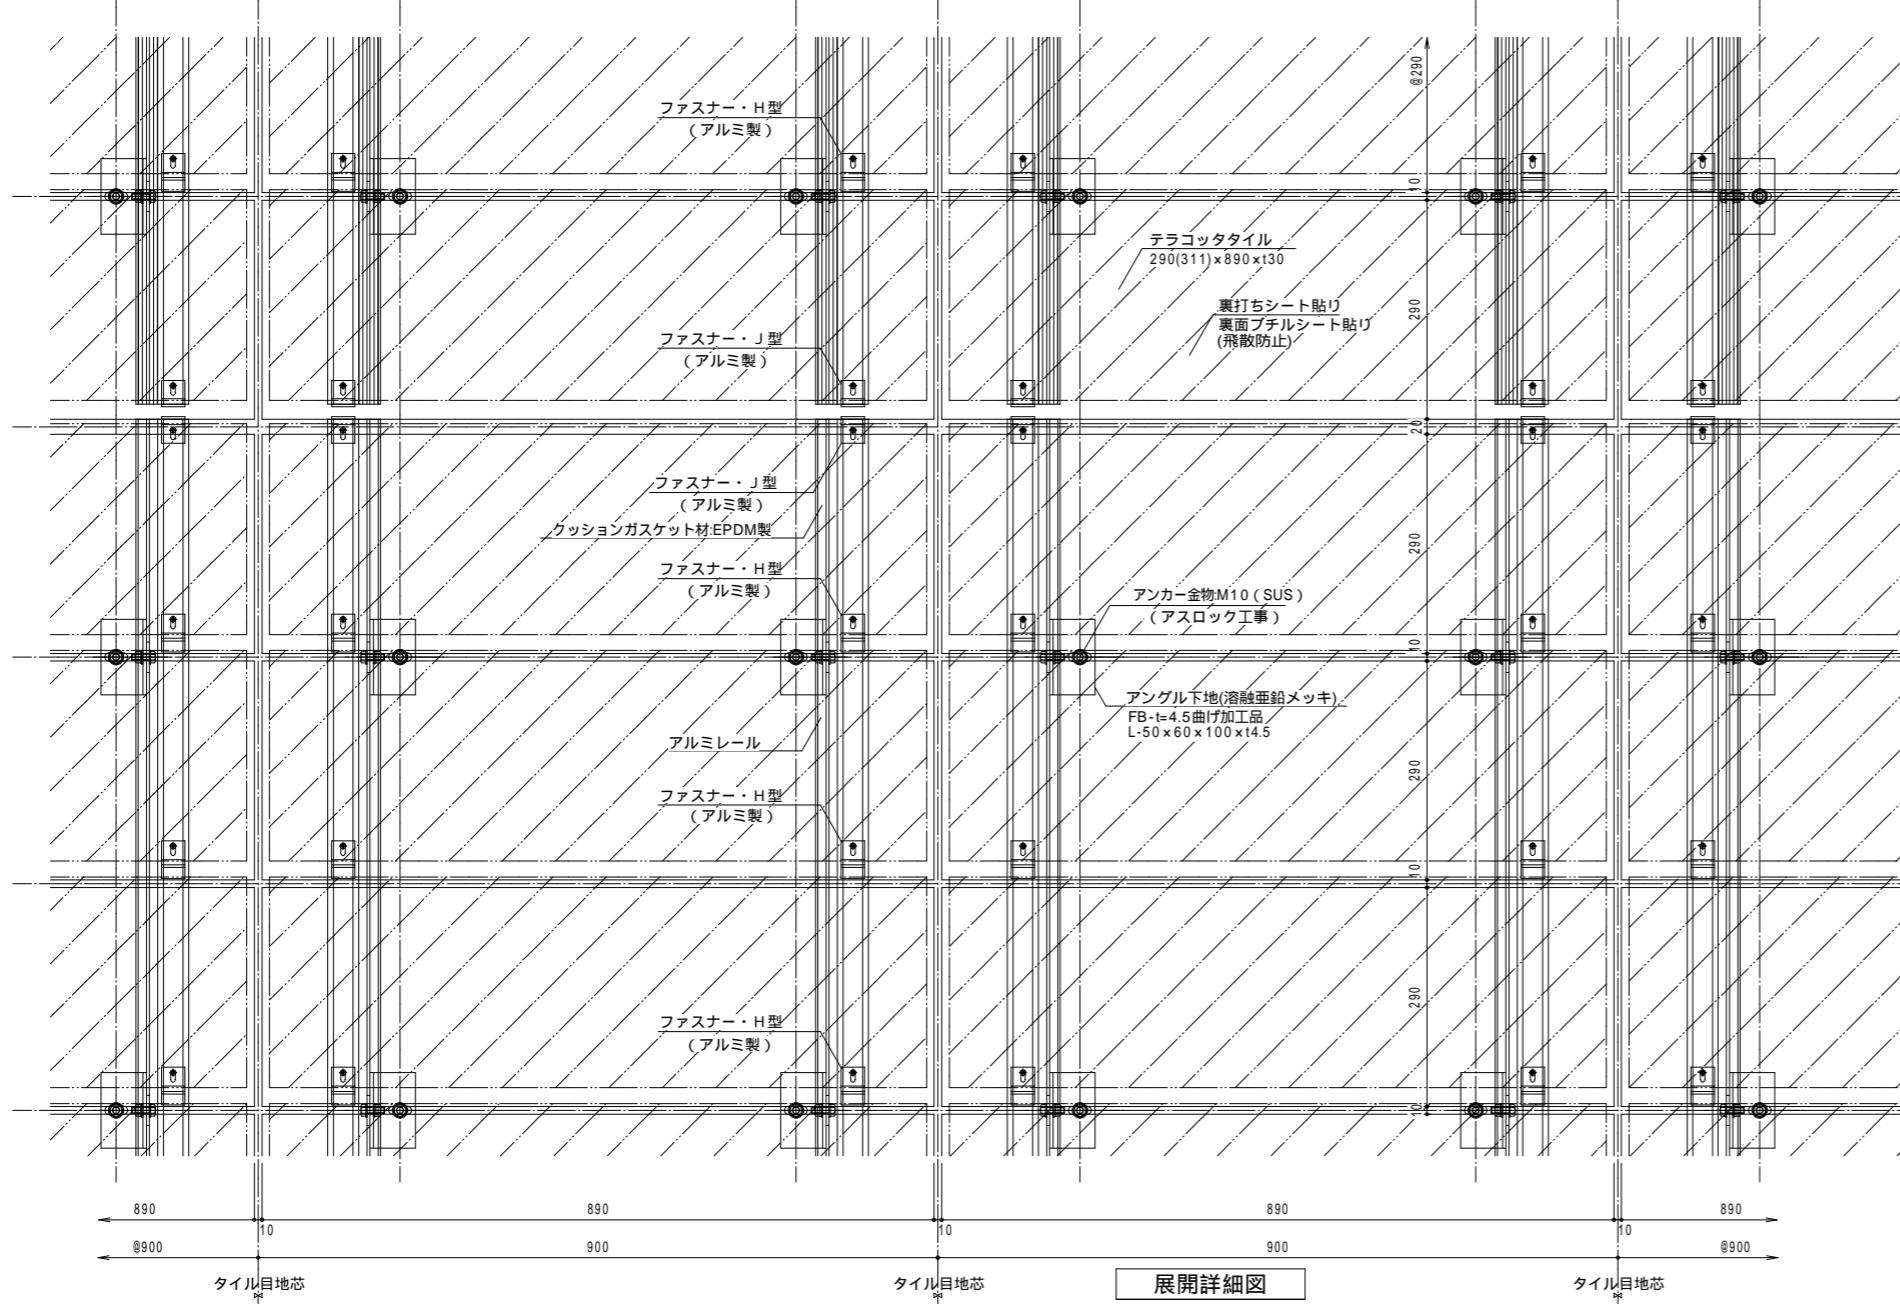 @290
ファスナー・H型
（アルミ製）
10
テラコッタタイル
290(311)×890×t30
裏打ちシート貼り
裏面ブチルシート貼り
(飛散防止)
290
ファスナー・J型
（アルミ製）
20
ファスナー・J型
（アルミ製）
クッションガスケット材:EPDM製
290
ファスナー・H型
（アルミ製）
アンカー金物:M10（SUS）
（アスロック工事）
10
アングル下地(溶融亜鉛メッキ)
FB-t=4.5曲げ加工品
L-50×60×100×t4.5
アルミレール
290
ファスナー・H型
（アルミ製）
10
290
ファスナー・H型
（アルミ製）
10
890 890 890 890
10 10 10
@900 900 900 @900
タイル目地芯 タイル目地芯 タイル目地芯
展開詳細図